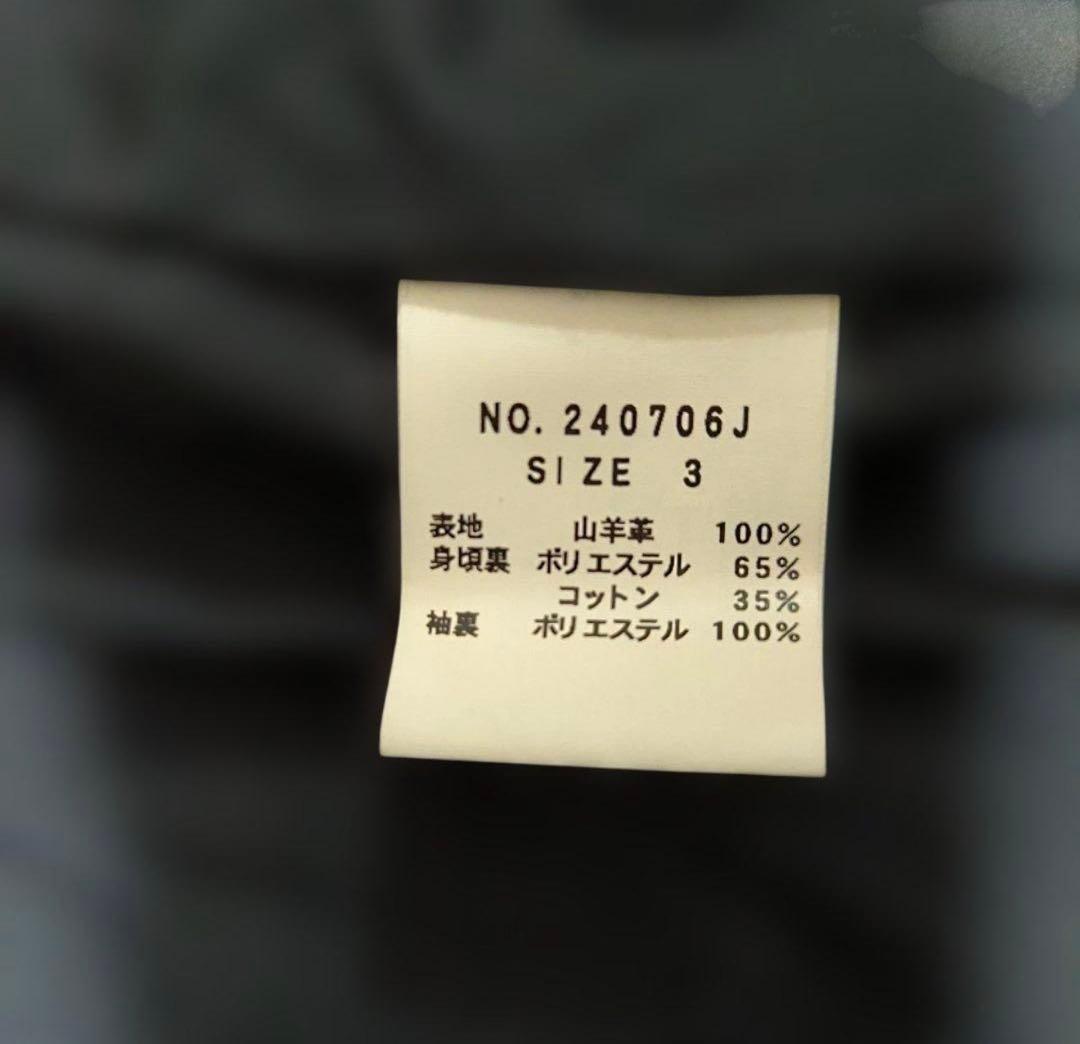 NO. 240706J
SIZE 3
表地 山羊革 100%
身頃裏 ポリエステル 65%
コットン 35%
袖裏 ポリエステル 100%